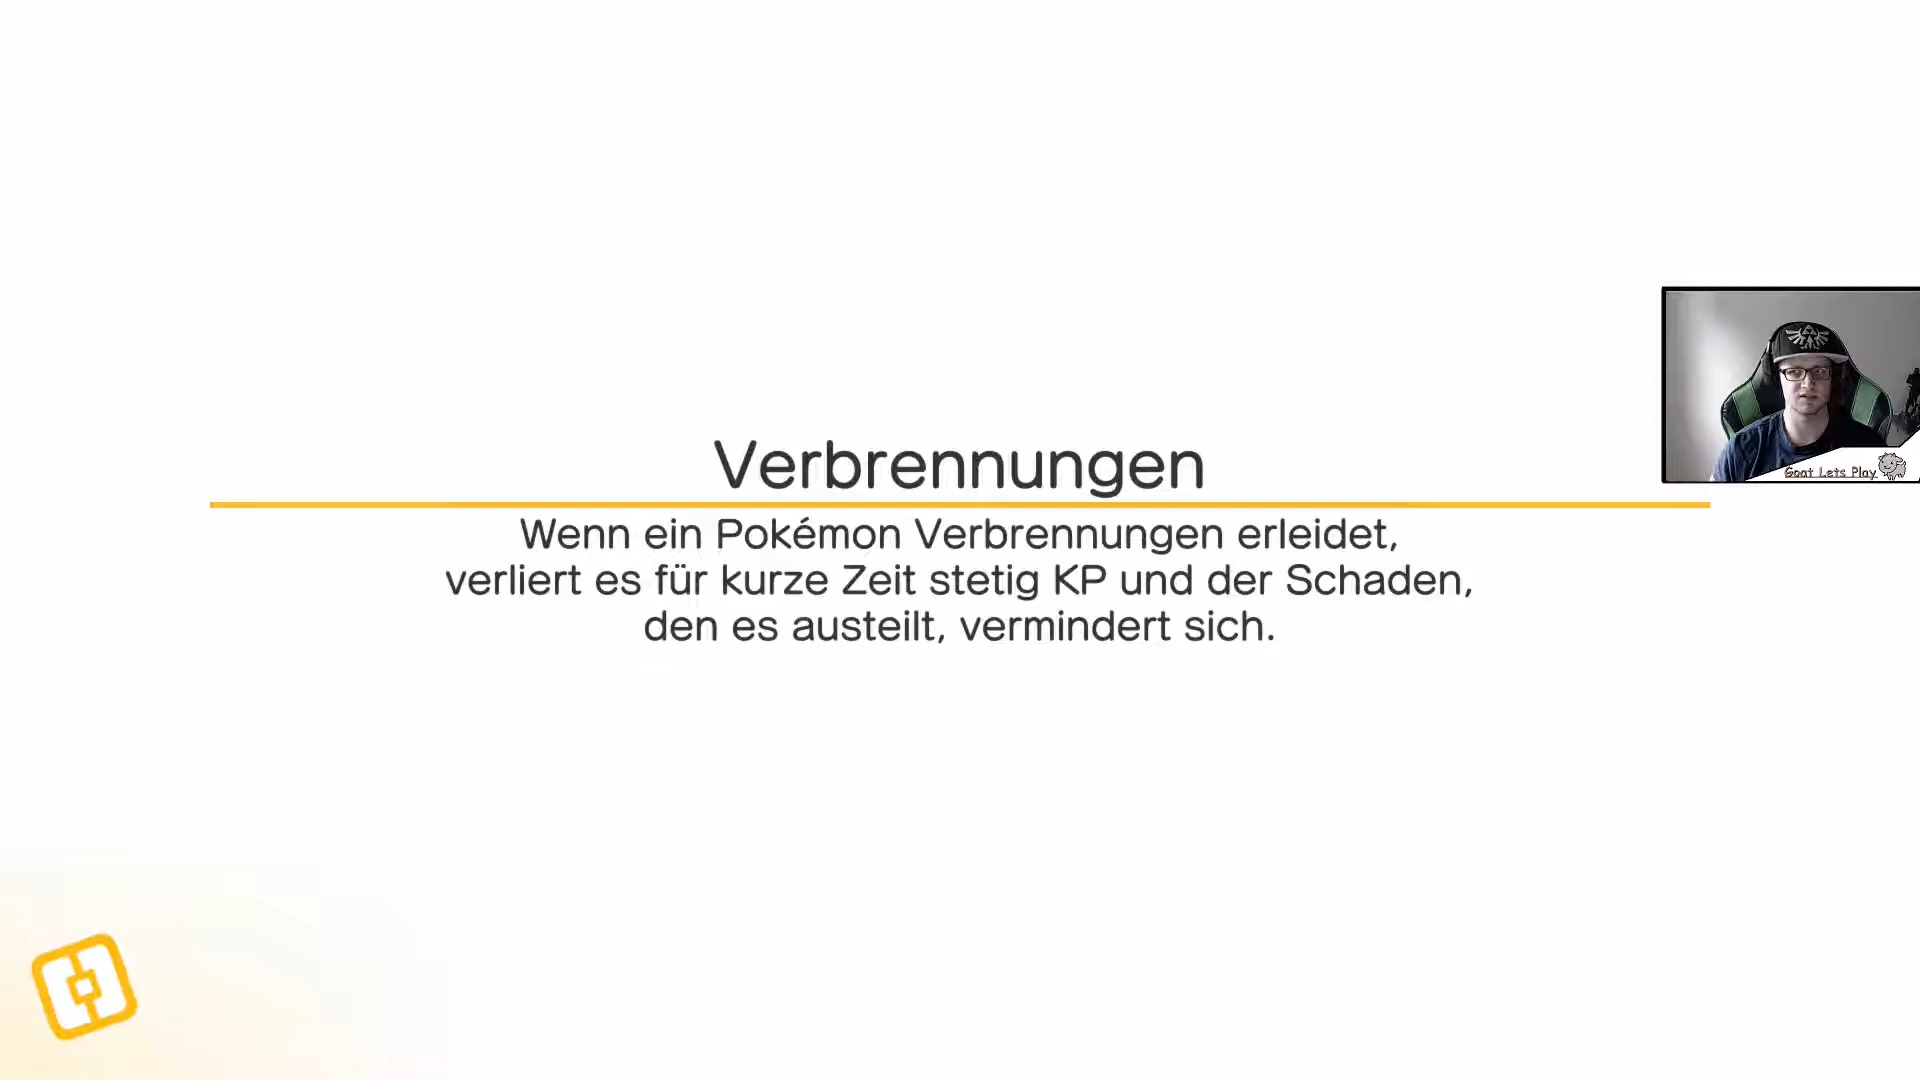 Verbrennungen
Wenn ein Pokémon Verbrennungen erleidet,
verliert es für kurze Zeit stetig KP und der Schaden,
den es austeilt, vermindert sich.
Goat Lets Play